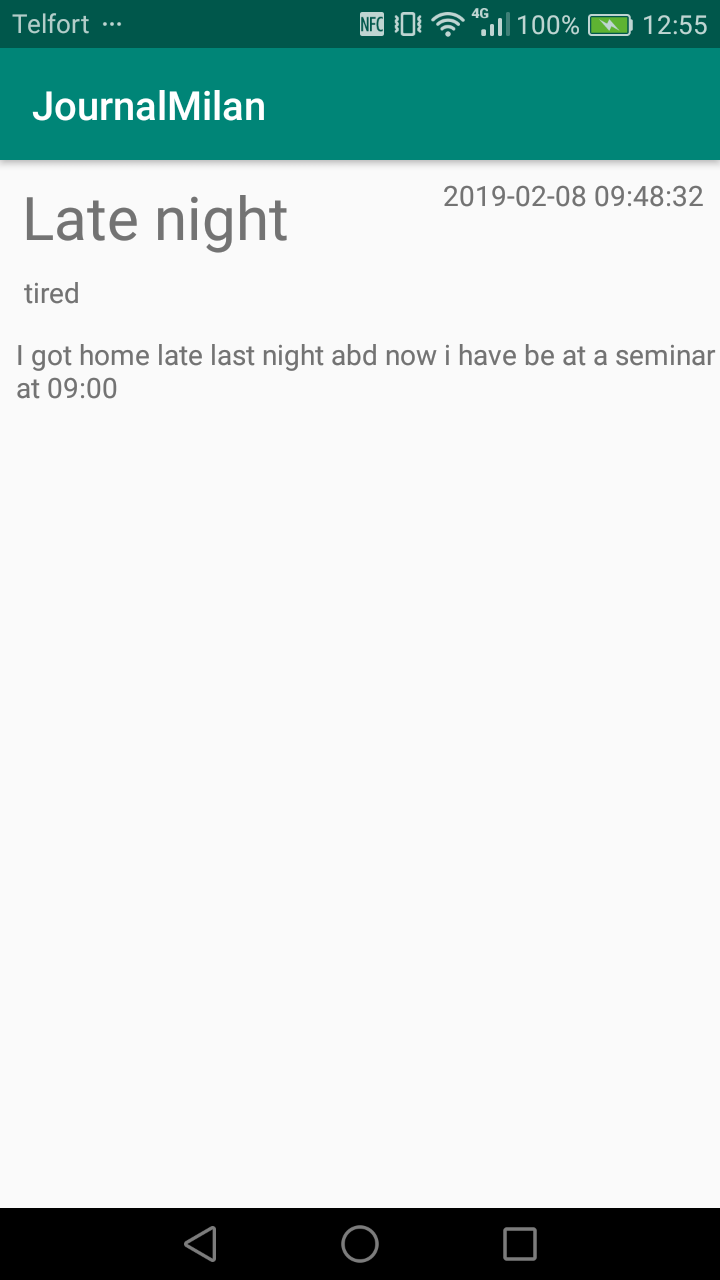 Telfort ...
NFC 4G 100% 12:55
JournalMilan
Late night
2019-02-08 09:48:32
tired
I got home late last night abd now i have be at a seminar
at 09:00